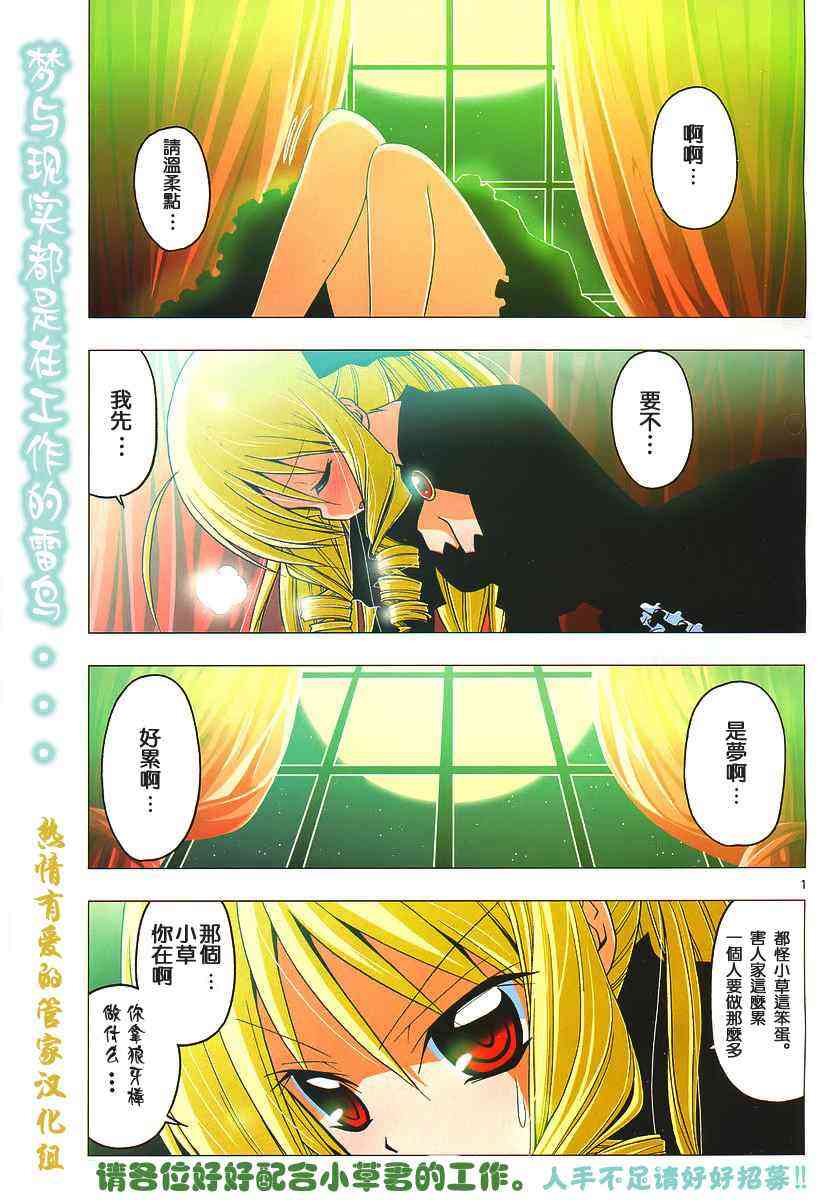 啊啊…
請溫柔點…
要不…
我先…
是夢啊…
好累啊…
1
都怪小草這笨蛋。
害人家這麼累
一個人要做那麼多
那個…
小草
你在啊
你拿狼牙棒
做什么…
梦与现实都是在工作的雷鸟...
热情有爱的管家汉化组
请各位好好配合小草君的工作。
人手不足请好好招募!!